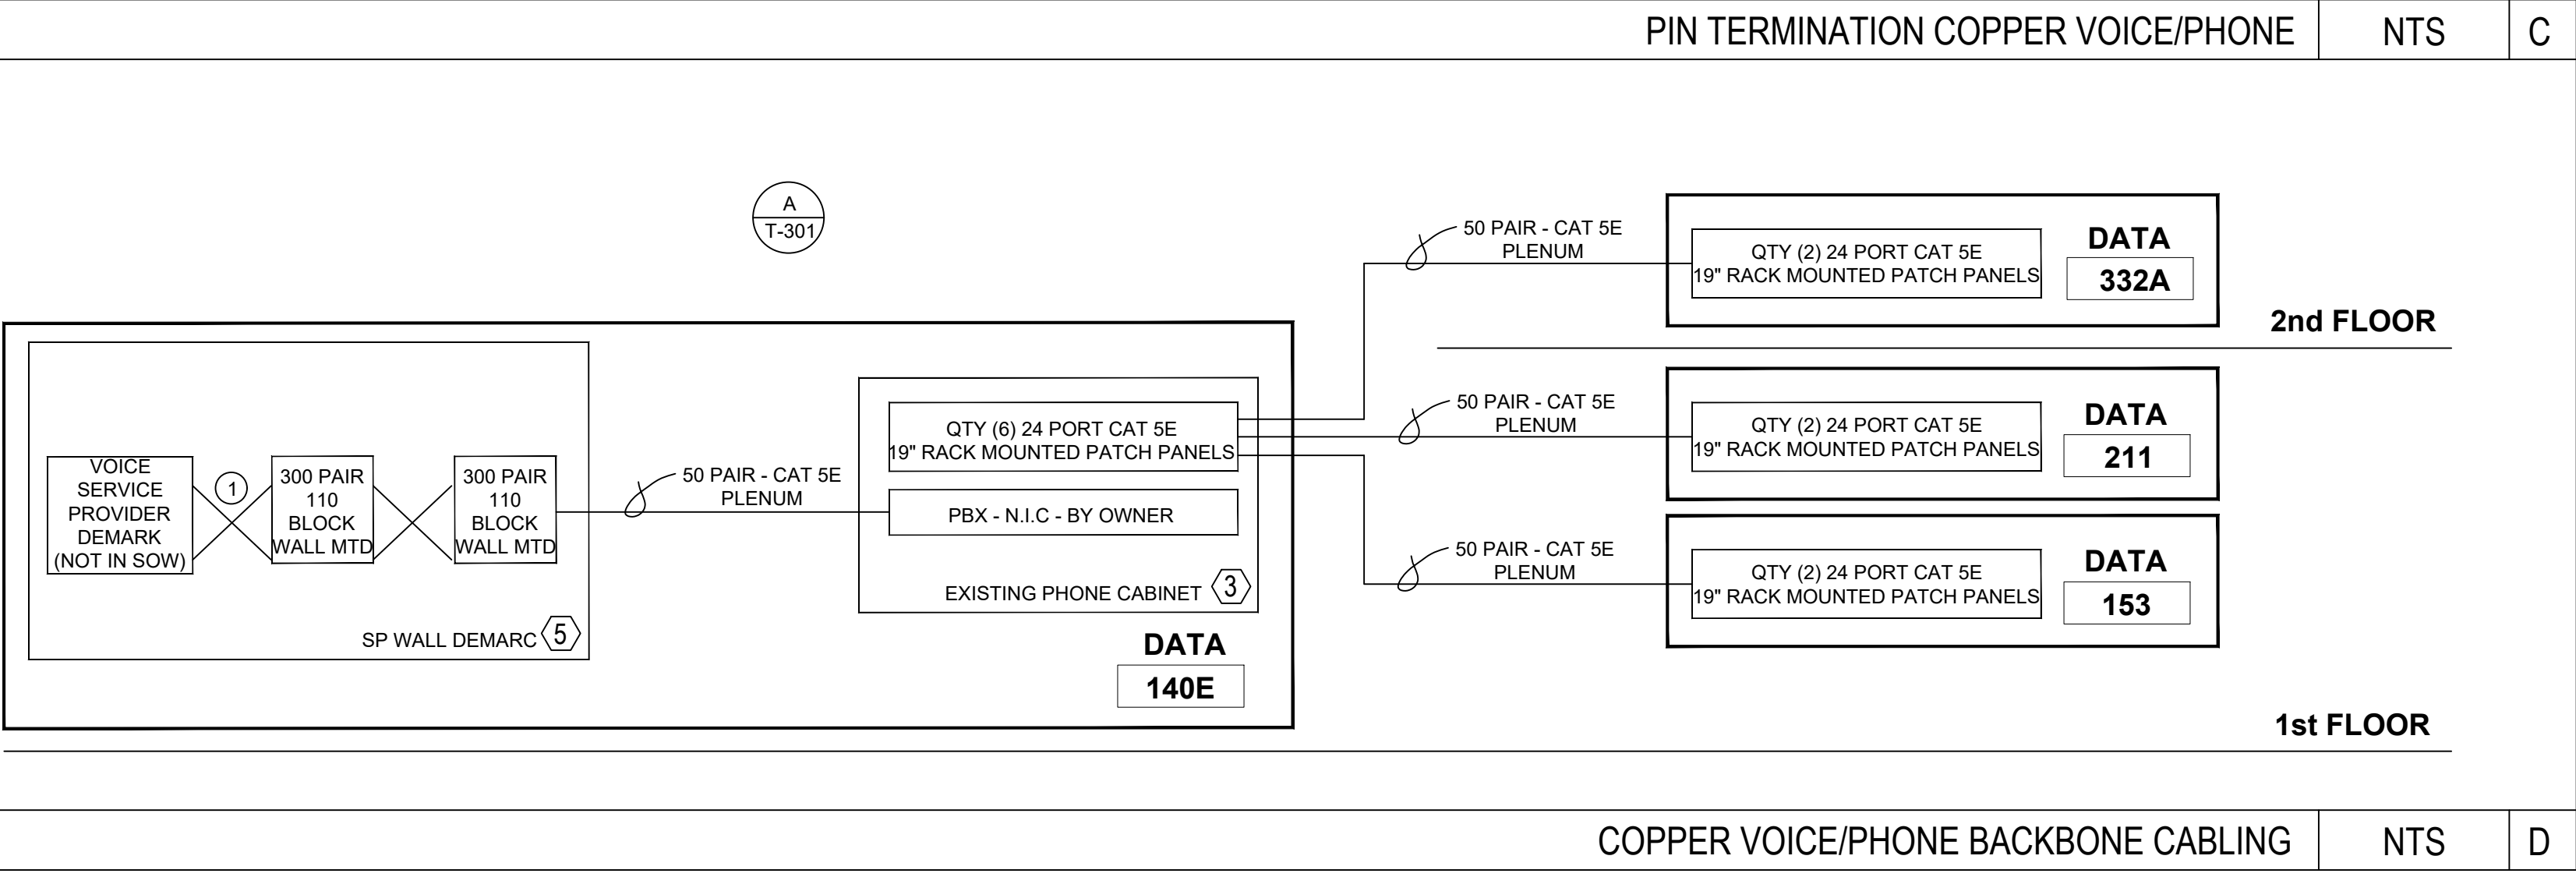 PIN TERMINATION COPPER VOICE/PHONE
NTS
C
A
T-301
50 PAIR - CAT 5E
PLENUM
QTY (2) 24 PORT CAT 5E
19" RACK MOUNTED PATCH PANELS
DATA
332A
2nd FLOOR
VOICE
SERVICE
PROVIDER
DEMARK
(NOT IN SOW)
1
300 PAIR
110
BLOCK
WALL MTD
300 PAIR
110
BLOCK
WALL MTD
SP WALL DEMARC
5
50 PAIR - CAT 5E
PLENUM
QTY (6) 24 PORT CAT 5E
19" RACK MOUNTED PATCH PANELS
PBX - N.I.C - BY OWNER
EXISTING PHONE CABINET
3
DATA
140E
50 PAIR - CAT 5E
PLENUM
QTY (2) 24 PORT CAT 5E
19" RACK MOUNTED PATCH PANELS
DATA
211
50 PAIR - CAT 5E
PLENUM
QTY (2) 24 PORT CAT 5E
19" RACK MOUNTED PATCH PANELS
DATA
153
1st FLOOR
COPPER VOICE/PHONE BACKBONE CABLING
NTS
D